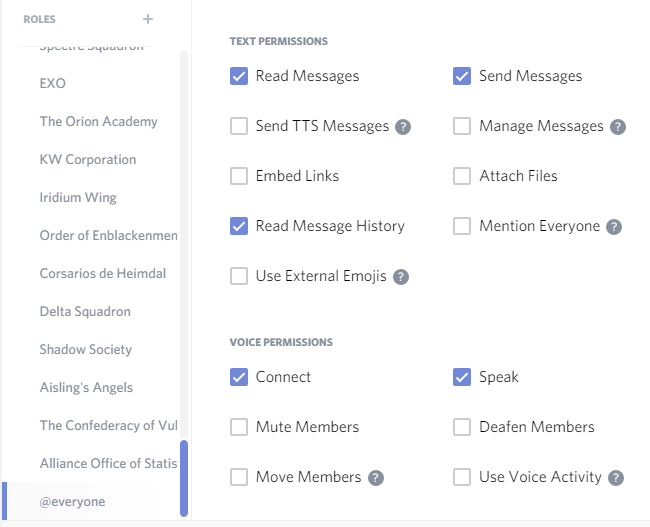 ROLES +
Spectre Squadron
EXO
The Orion Academy
KW Corporation
Iridium Wing
Order of Enblackenmen
Corsarios de Heimdal
Delta Squadron
Shadow Society
Aisling's Angels
The Confederacy of Vul
Alliance Office of Statis
@everyone
TEXT PERMISSIONS
Read Messages
Send Messages
Send TTS Messages ?
Manage Messages ?
Embed Links
Attach Files
Read Message History
Mention Everyone ?
Use External Emojis ?
VOICE PERMISSIONS
Connect
Speak
Mute Members
Deafen Members
Move Members ?
Use Voice Activity ?